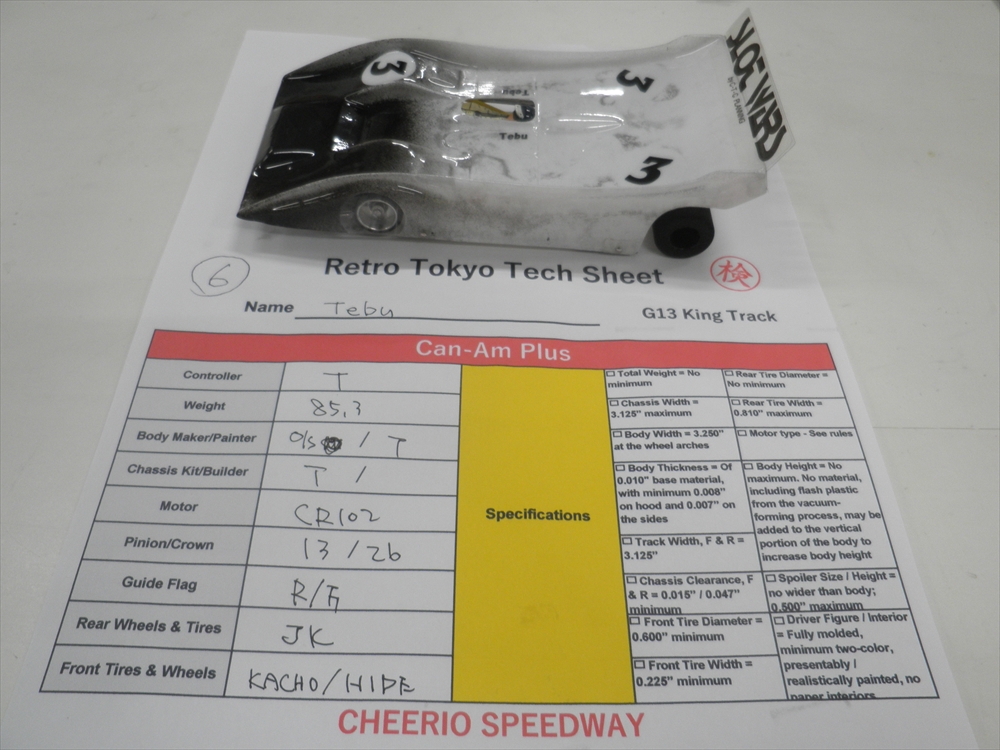 3
3
Tebu
Tebu
3
SLOT WERD
6
Retro Tokyo Tech Sheet
検
Name Tebu
G13 King Track
Can-Am Plus
Controller T
Weight 85.3
Body Maker/Painter O/S / T
Chassis Kit/Builder T /
Motor CR102
Pinion/Crown 13 / 26
Guide Flag R/F
Rear Wheels & Tires JK
Front Tires & Wheels KACHO/HIDE
Specifications
Total Weight = No
minimum
Rear Tire Diameter =
No minimum
Chassis Width =
3.125" maximum
Rear Tire Width =
0.810" maximum
Body Width = 3.250"
at the wheel arches
Motor type - See rules
Body Thickness = Of
0.010" base material,
with minimum 0.008"
on hood and 0.007" on
the sides
Body Height = No
maximum. No material,
including flash plastic
from the vacuum-
forming process, may be
added to the vertical
portion of the body to
increase body height
Track Width, F & R =
3.125"
Chassis Clearance, F
& R = 0.015" / 0.047"
minimum
Spoiler Size / Height =
no wider than body;
0.500" maximum
Front Tire Diameter =
0.600" minimum
Driver Figure / Interior
= Fully molded,
minimum two-color,
presentably /
realistically painted, no
paper interiors
Front Tire Width =
0.225" minimum
CHEERIO SPEEDWAY